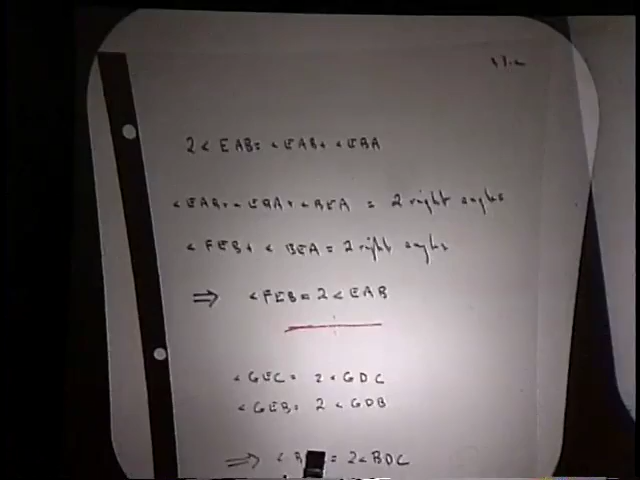 2 < EAB = < EAB + < EBA
< EAB + < EBA + < BEA = 2 right angles
< FEB + < BEA = 2 right angles
⇒ < FEB = 2 < EAB
< GEC = 2 < GDC
< GEB = 2 < GDB
⇒ < B = 2 < BDC